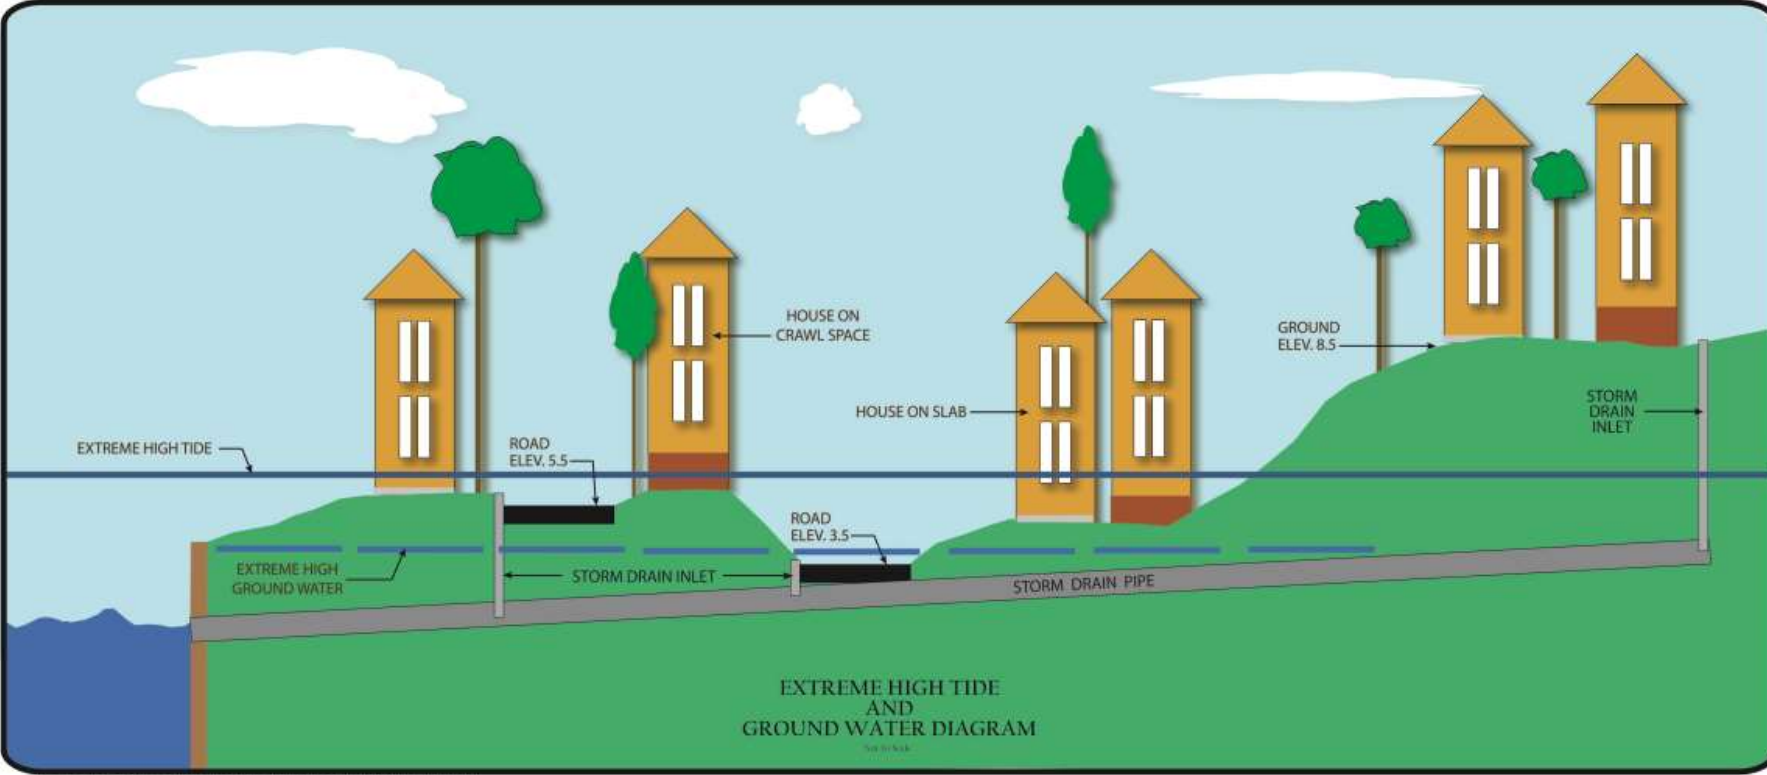 HOUSE ON
CRAWL SPACE
GROUND
ELEV. 8.5
STORM
DRAIN
INLET
HOUSE ON SLAB
EXTREME HIGH TIDE
ROAD
ELEV. 5.5
ROAD
ELEV. 3.5
EXTREME HIGH
GROUND WATER
STORM DRAIN INLET
STORM DRAIN PIPE
EXTREME HIGH TIDE
AND
GROUND WATER DIAGRAM